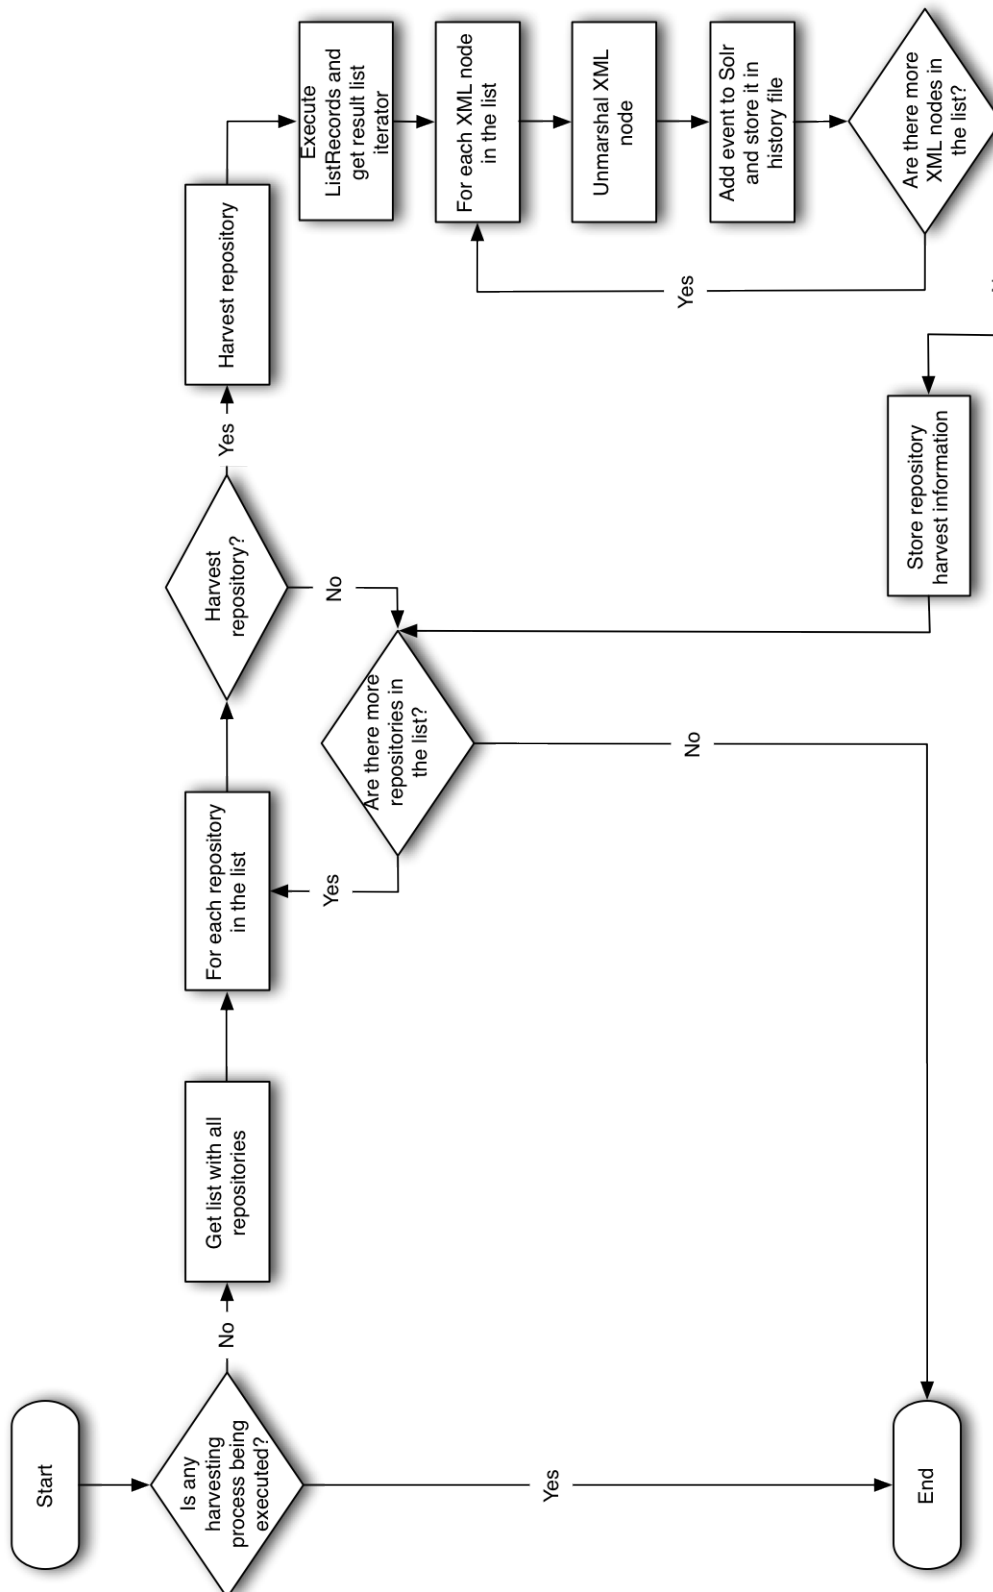 Start
Is any
harvesting
process being
executed?
No
Get list with all
repositories
For each repository
in the list
Harvest
repository?
Yes
Harvest repository
Execute
ListRecords and
get result list
iterator
For each XML node
in the list
Unmarshal XML
node
Add event to Solr
and store it in
history file
Are there more
XML nodes in
the list?
Yes
Store repository
harvest information
No
Are there more
repositories in
the list?
Yes
No
Yes
End